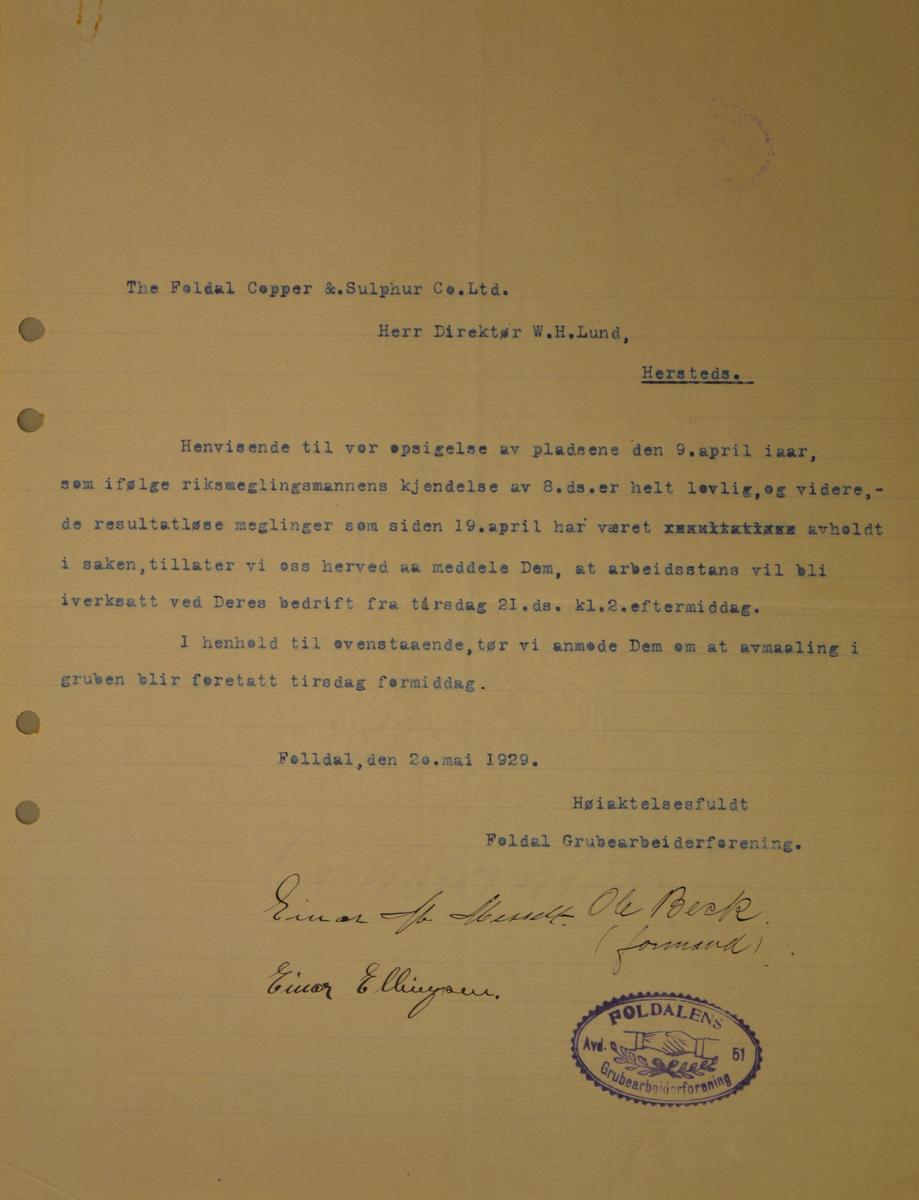 The Foldal Copper &.Sulphur Co.Ltd.
Herr Direktør W.H.Lund,
Hersteds.
Henvisende til vor opsigelse av pladsene den 9.april iaar,
som ifølge riksmeglingsmannens kjendelse av 8.ds.er helt lovlig,og videre,-
de resultatløse meglinger som siden 19.april har været avholdt
i saken,tillater vi oss herved aa meddele Dem, at arbeidsstans vil bli
iverksatt ved Deres bedrift fra tirsdag 21.ds. kl.2.eftermiddag.
I henhold til ovenstaaende,tør vi anmode Dem om at avmaaling i
gruben blir foretatt tirsdag formiddag.
Folldal,den 2o.mai 1929.
Høiaktelsesfuldt
Foldal Grubearbeiderforening.
Einar Ole Beck.
(formand).
Einar Ellingsen.
FOLDALENS
Avd. 51
Grubearbeiderforening